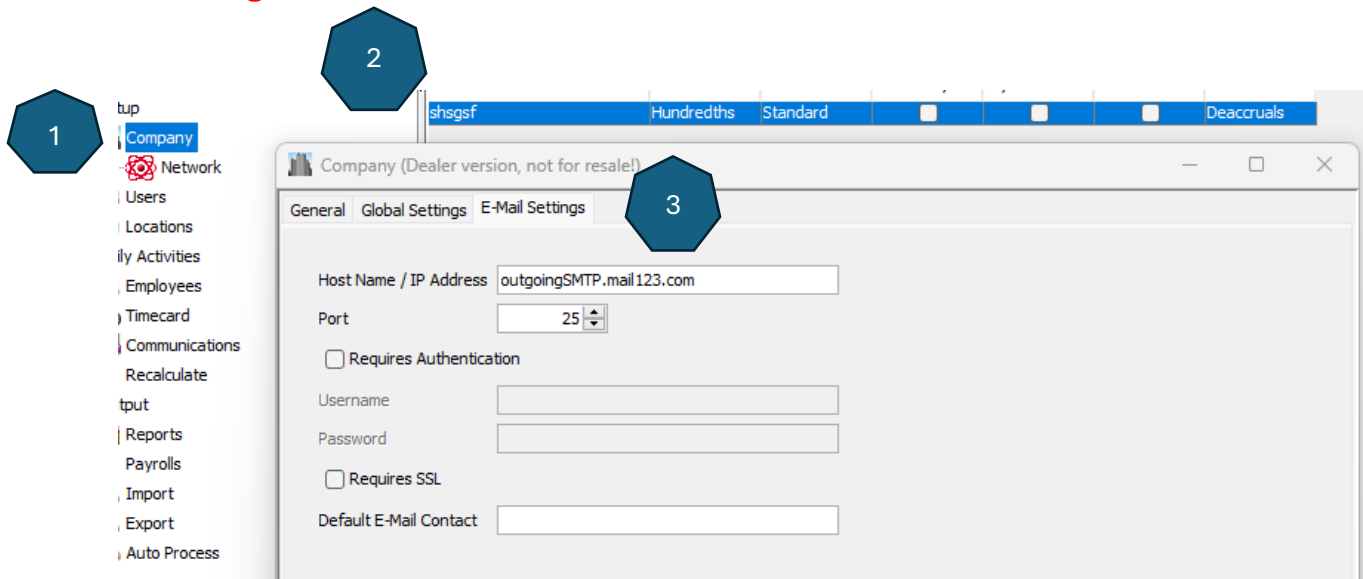 2
1
shsgsf Hundredths Standard Deaccruals
Company
Network
Users
Locations
Employees
Timecard
Communications
Recalculate
Reports
Payrolls
Import
Export
Auto Process
Company (Dealer version, not for resale!)
3
General Global Settings E-Mail Settings
Host Name / IP Address outgoingSMTP.mail123.com
Port 25
Requires Authentication
Username
Password
Requires SSL
Default E-Mail Contact
tup
ily Activities
tput